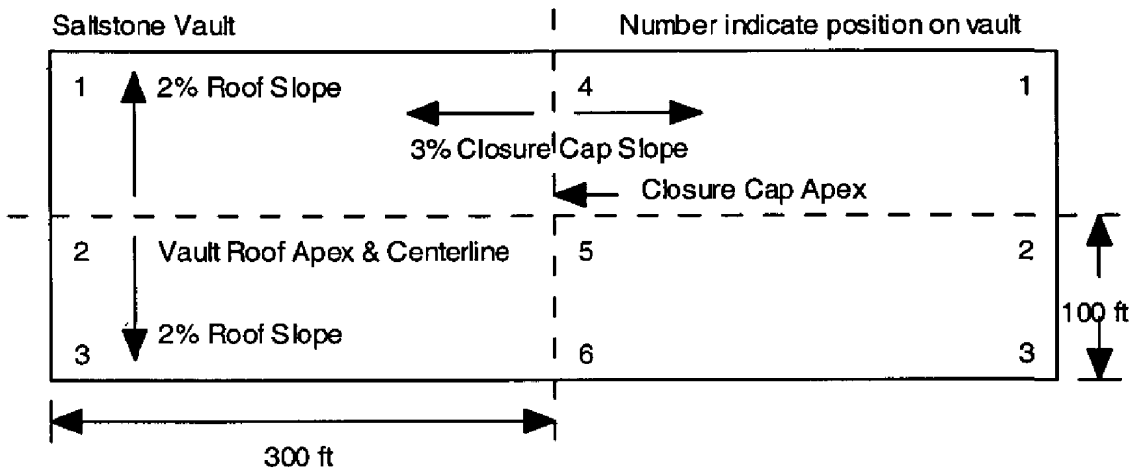 Saltstone Vault
Number indicate position on vault
1
2% Roof Slope
4
1
3% Closure Cap Slope
Closure Cap Apex
2
Vault Roof Apex & Centerline
5
2
100 ft
2% Roof Slope
3
6
3
300 ft